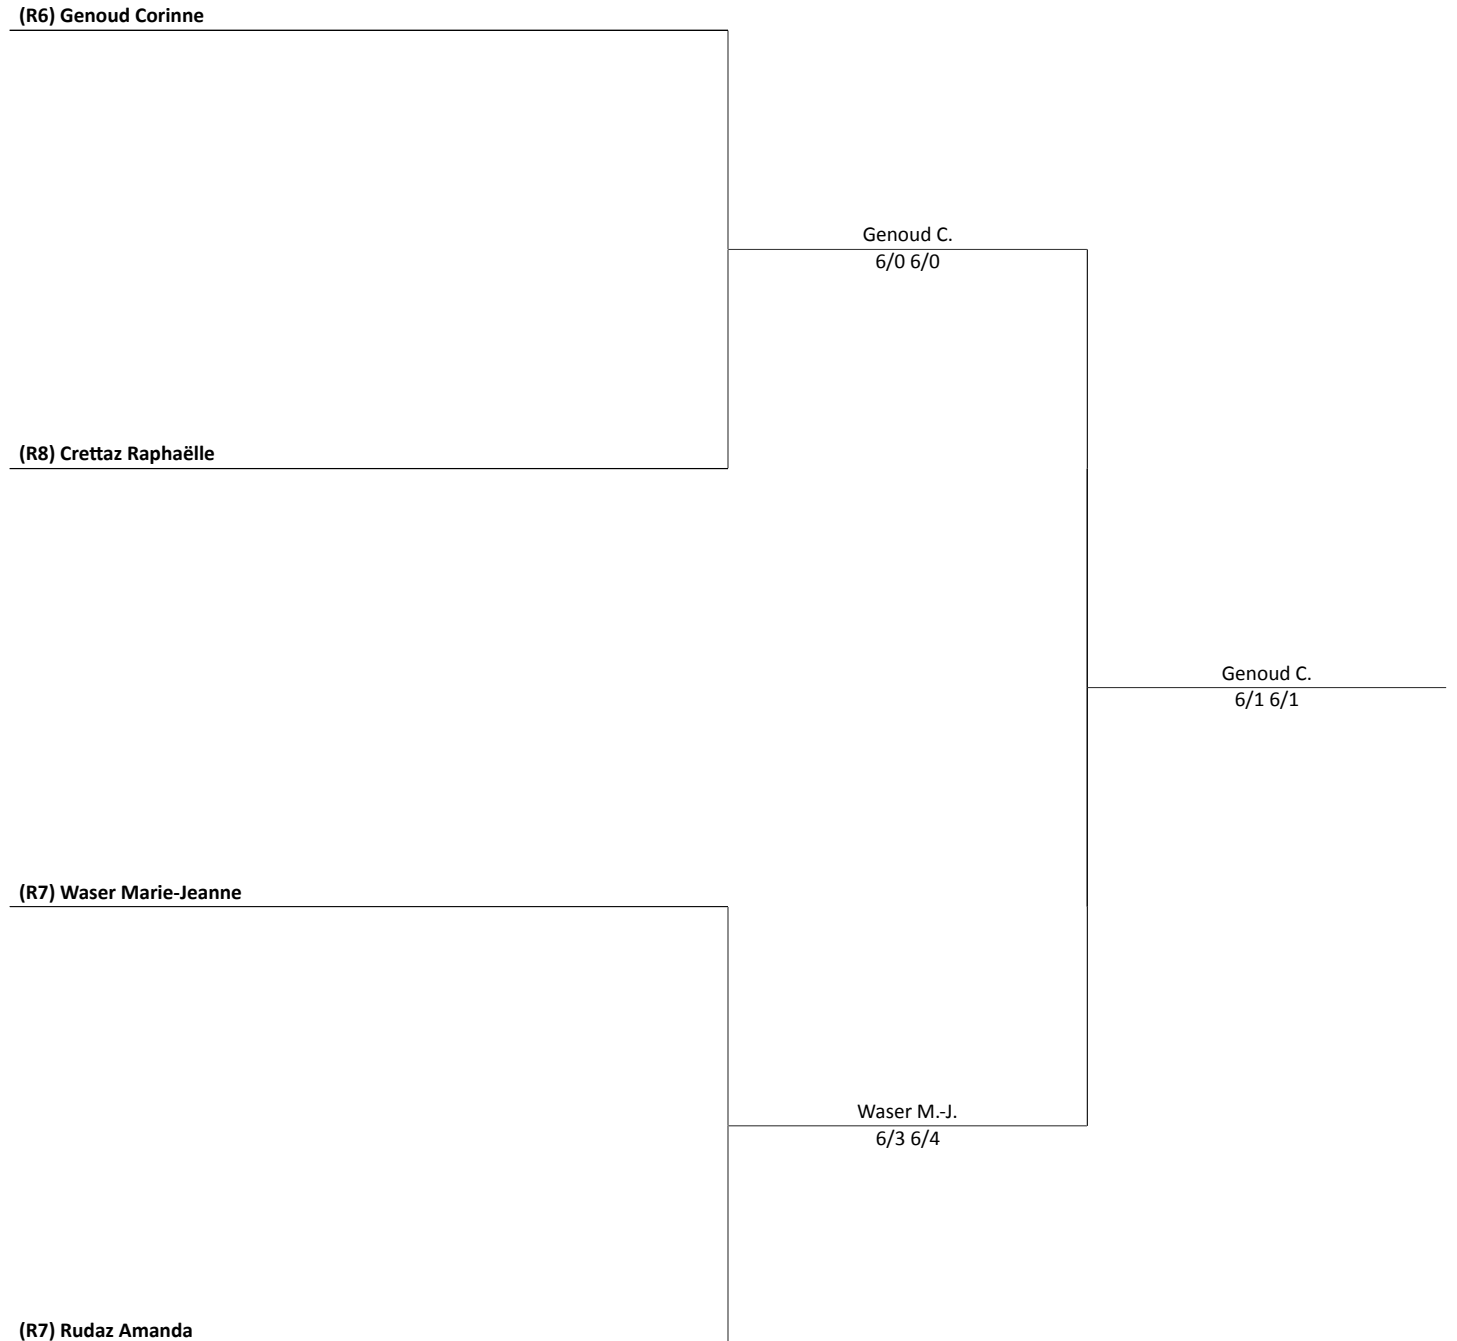 (R6) Genoud Corinne
Genoud C.
6/0 6/0
(R8) Crettaz Raphaëlle
Genoud C.
6/1 6/1
(R7) Waser Marie-Jeanne
Waser M.-J.
6/3 6/4
(R7) Rudaz Amanda